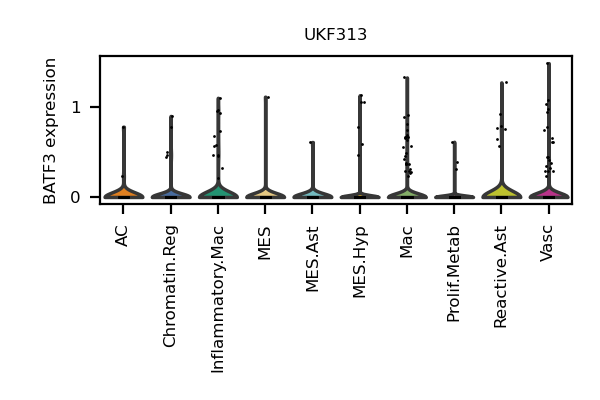 UKF313
BATF3 expression
1
0
AC
Chromatin.Reg
Inflammatory.Mac
MES
MES.Ast
MES.Hyp
Mac
Prolif.Metab
Reactive.Ast
Vasc